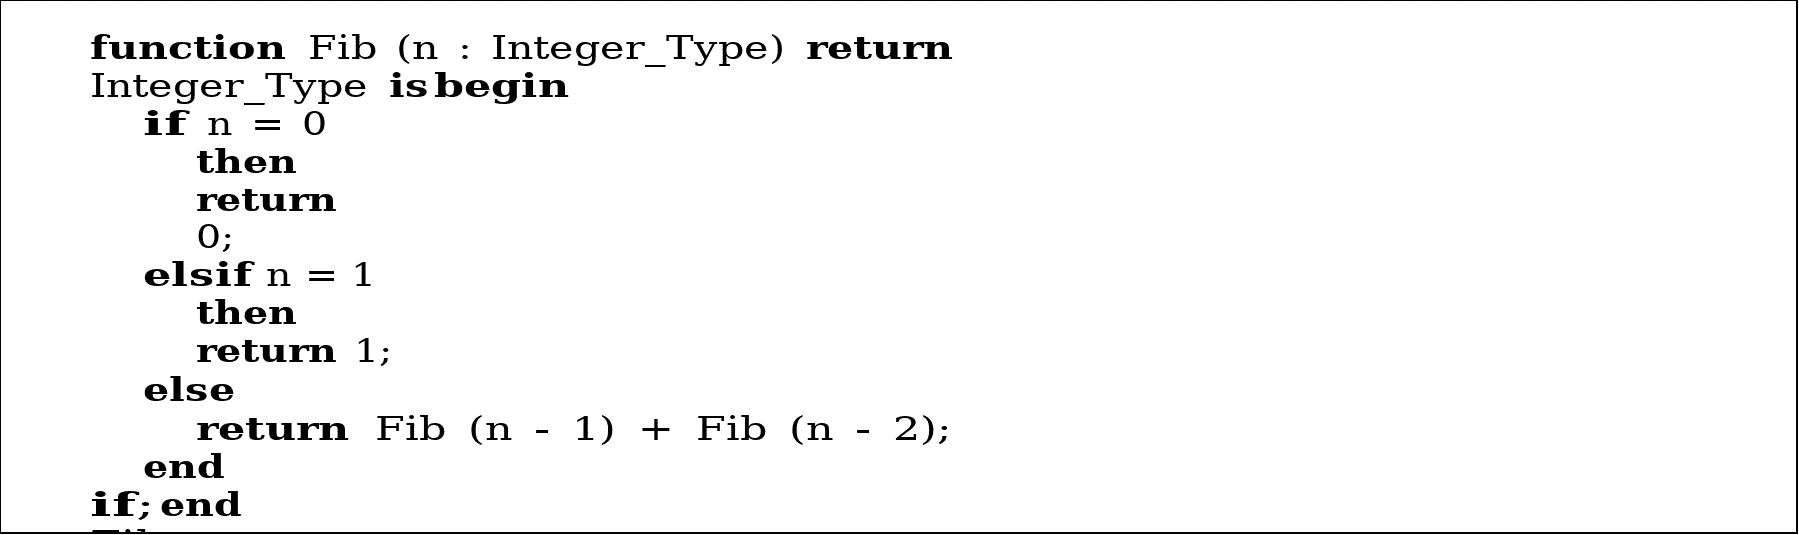 function Fib (n : Integer_Type) return
Integer_Type is begin
if n = 0
then
return
0;
elsif n = 1
then
return 1;
else
return Fib (n - 1) + Fib (n - 2);
end
if; end